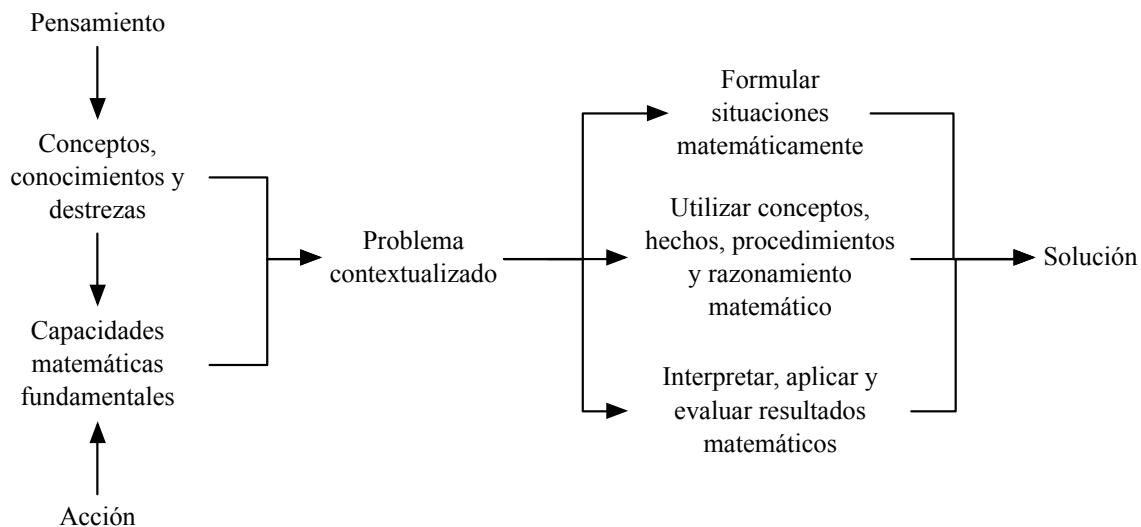 Pensamiento
Conceptos,
conocimientos y
destrezas
Capacidades
matemáticas
fundamentales
Acción
Problema
contextualizado
Formular
situaciones
matemáticamente
Utilizar conceptos,
hechos, procedimientos
y razonamiento
matemático
Interpretar, aplicar y
evaluar resultados
matemáticos
Solución